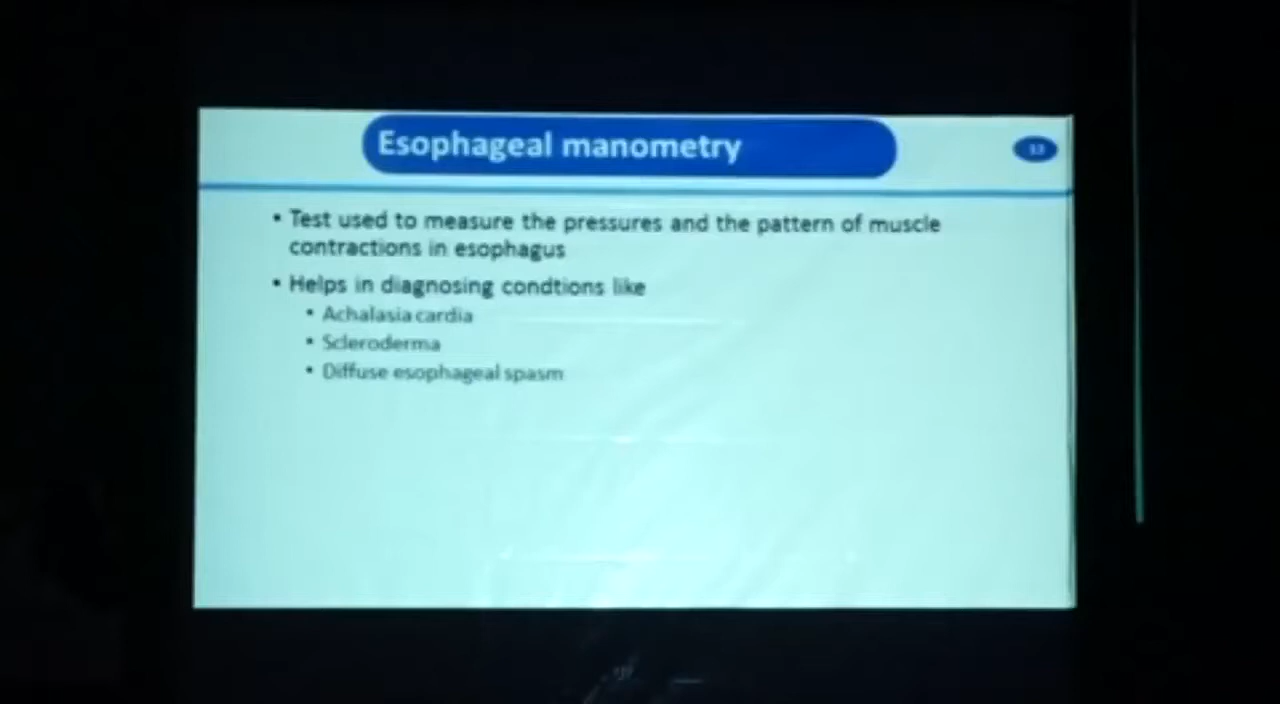 Esophageal manometry
13
• Test used to measure the pressures and the pattern of muscle
contractions in esophagus
• Helps in diagnosing condtions like
• Achalasia cardia
• Scleroderma
• Diffuse esophageal spasm